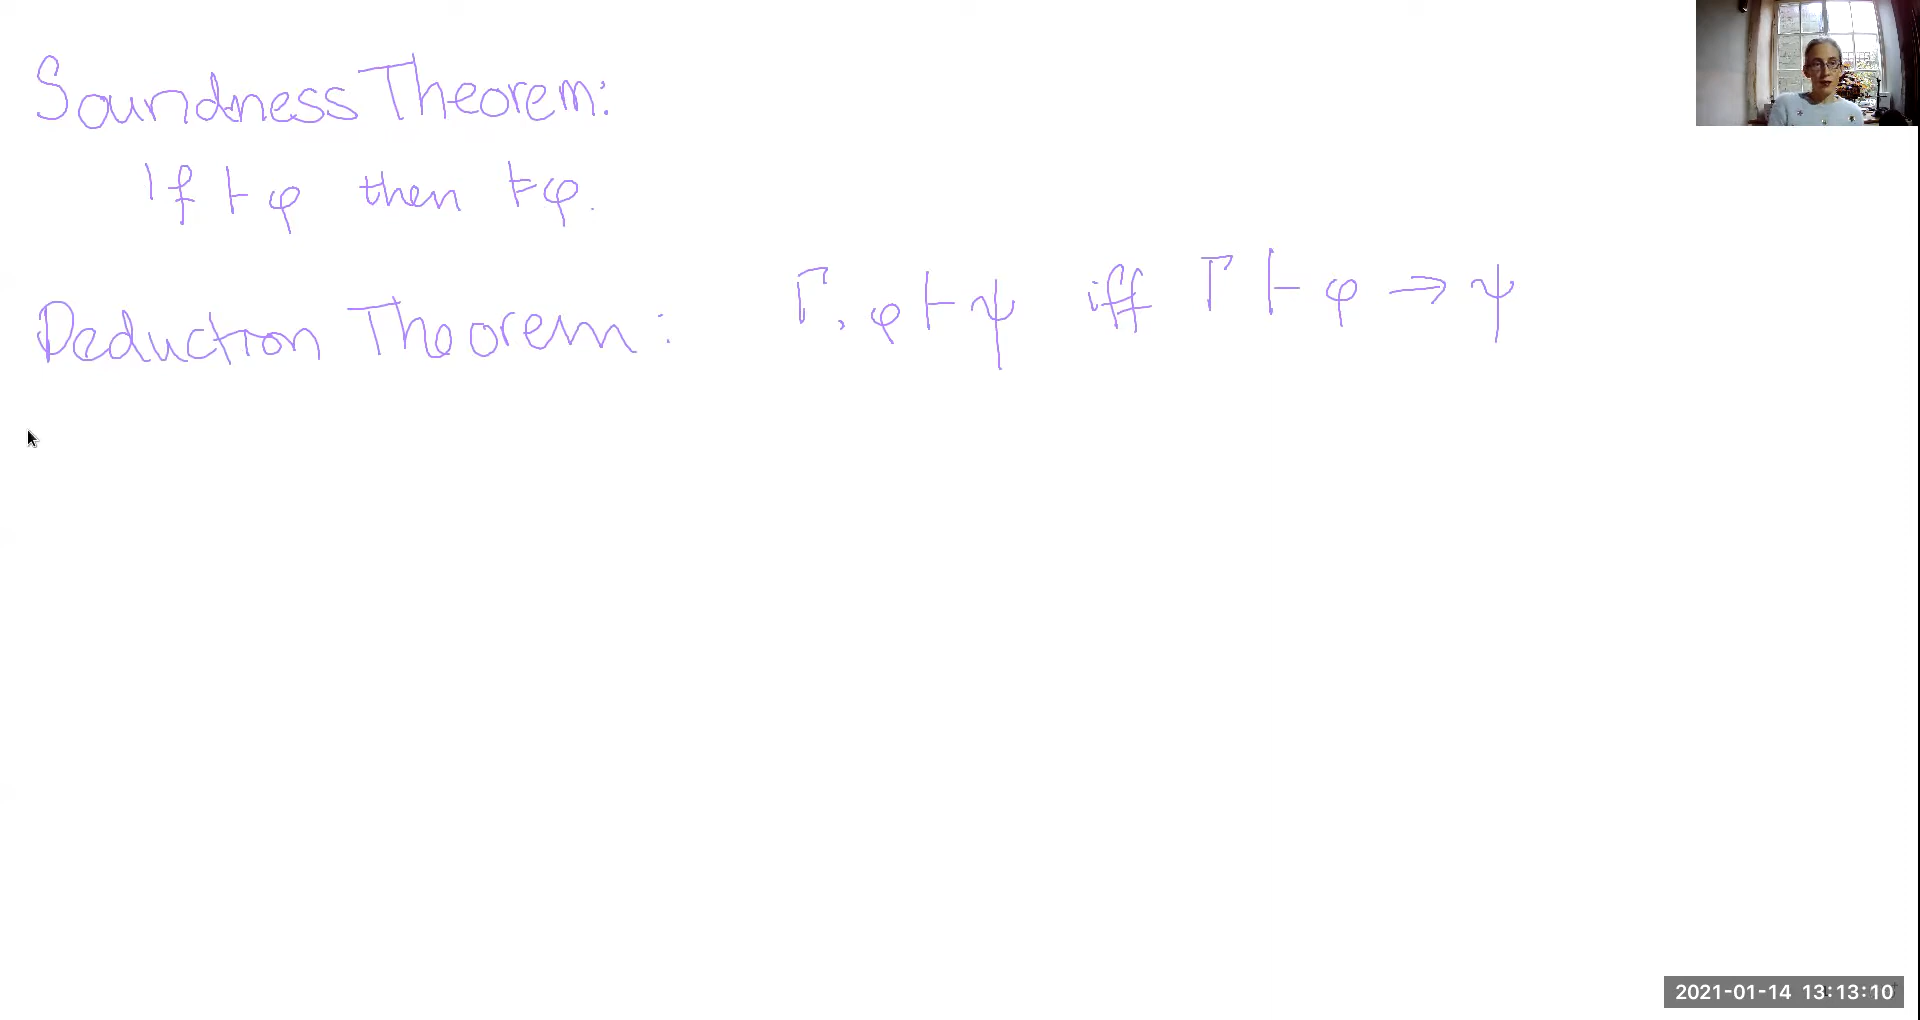 Soundness Theorem:
If ⊢ φ then ⊨ φ.
Deduction Theorem: Γ, φ ⊢ ψ iff Γ ⊢ φ → ψ
2021-01-14 13:13:10